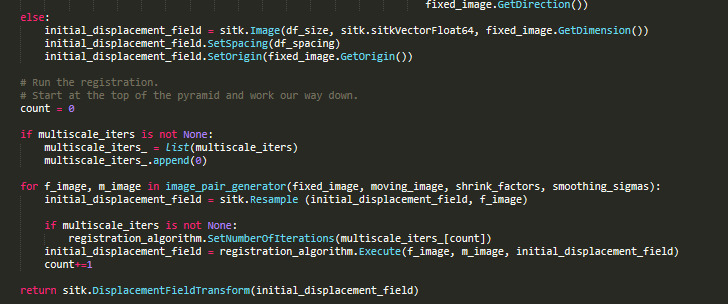 fixed_image.GetDirection())
else:
initial_displacement_field = sitk.Image(df_size, sitk.sitkVectorFloat64, fixed_image.GetDimension())
initial_displacement_field.SetSpacing(df_spacing)
initial_displacement_field.SetOrigin(fixed_image.GetOrigin())
# Run the registration.
# Start at the top of the pyramid and work our way down.
count = 0
if multiscale_iters is not None:
multiscale_iters_ = list(multiscale_iters)
multiscale_iters_.append(0)
for f_image, m_image in image_pair_generator(fixed_image, moving_image, shrink_factors, smoothing_sigmas):
initial_displacement_field = sitk.Resample (initial_displacement_field, f_image)
if multiscale_iters is not None:
registration_algorithm.SetNumberOfIterations(multiscale_iters_[count])
initial_displacement_field = registration_algorithm.Execute(f_image, m_image, initial_displacement_field)
count+=1
return sitk.DisplacementFieldTransform(initial_displacement_field)